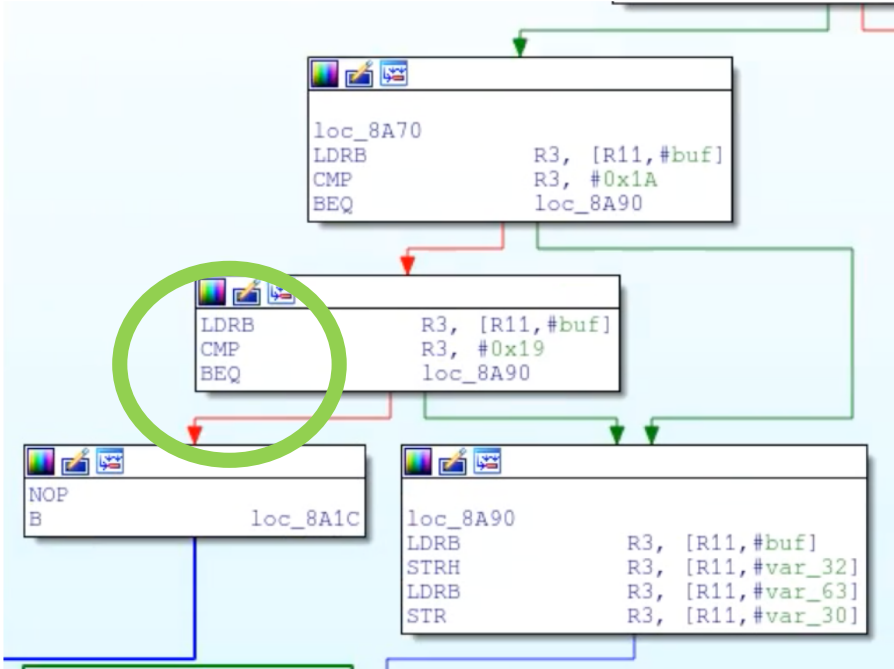 loc_8A70
LDRB R3, [R11,#buf]
CMP R3, #0x1A
BEQ loc_8A90
LDRB R3, [R11,#buf]
CMP R3, #0x19
BEQ loc_8A90
NOP
B loc_8A1C
loc_8A90
LDRB R3, [R11,#buf]
STRH R3, [R11,#var_32]
LDRB R3, [R11,#var_63]
STR R3, [R11,#var_30]